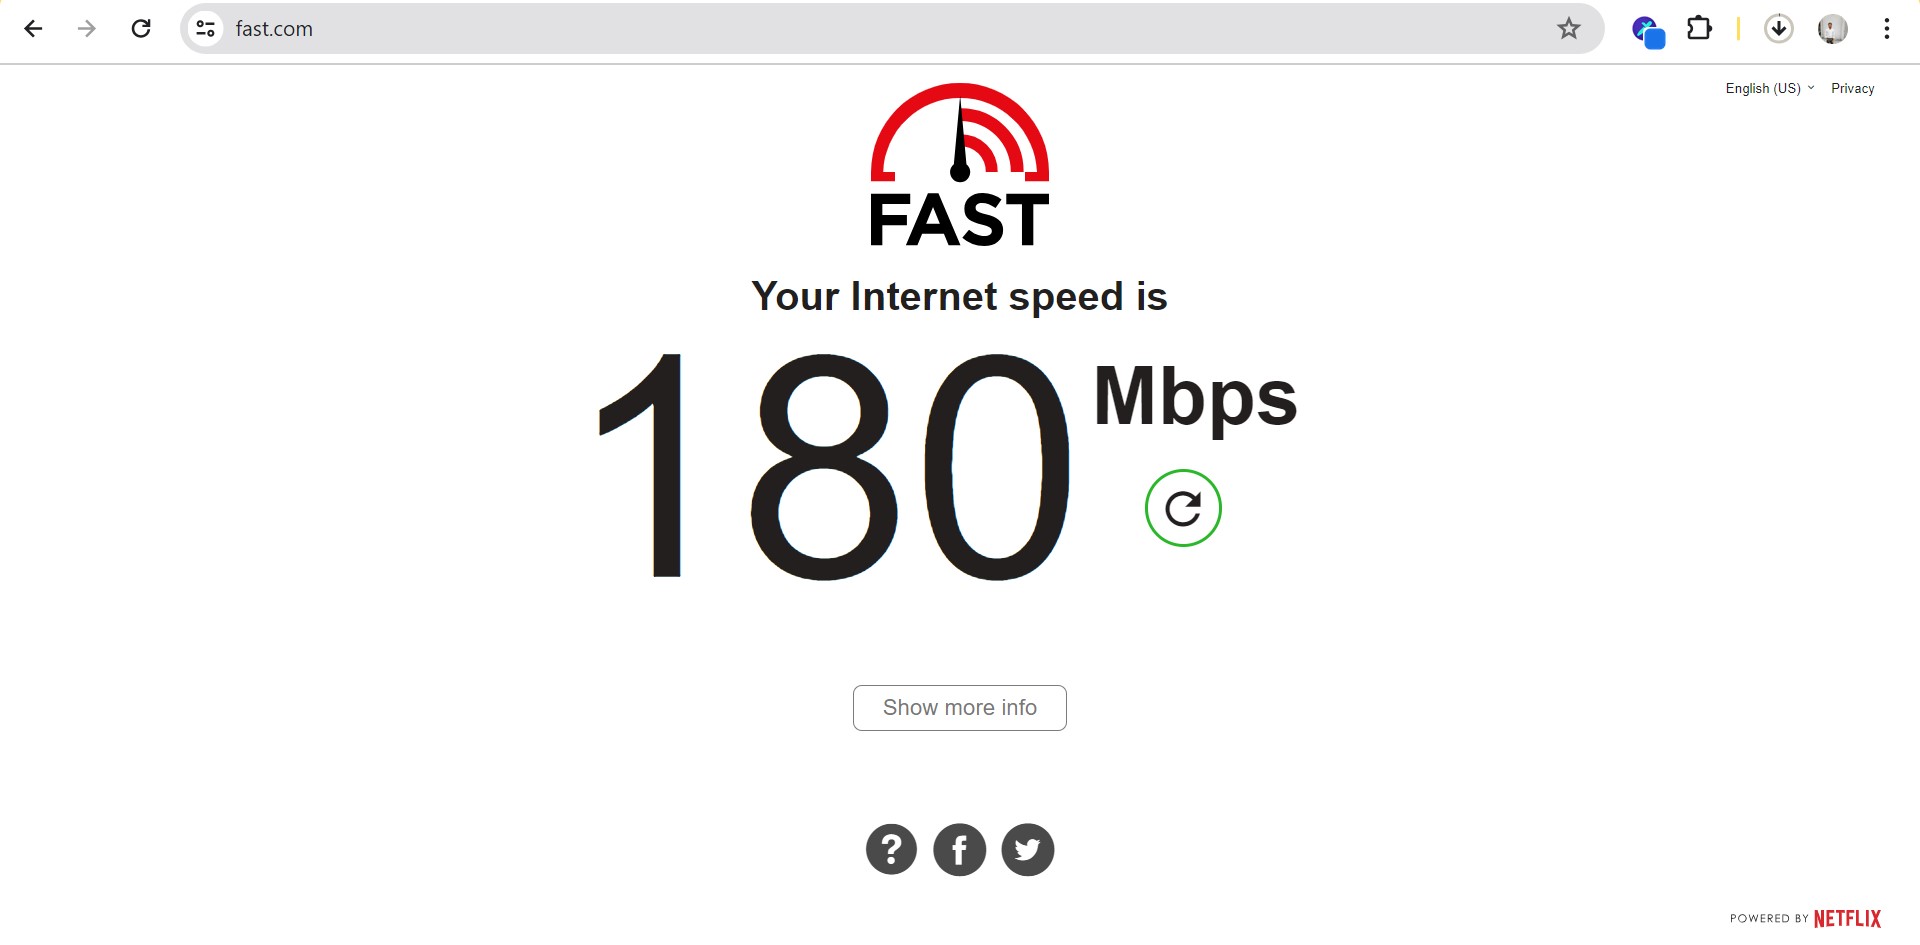 fast.com
English (US) Privacy
FAST
Your Internet speed is
180 Mbps
Show more info
POWERED BY NETFLIX